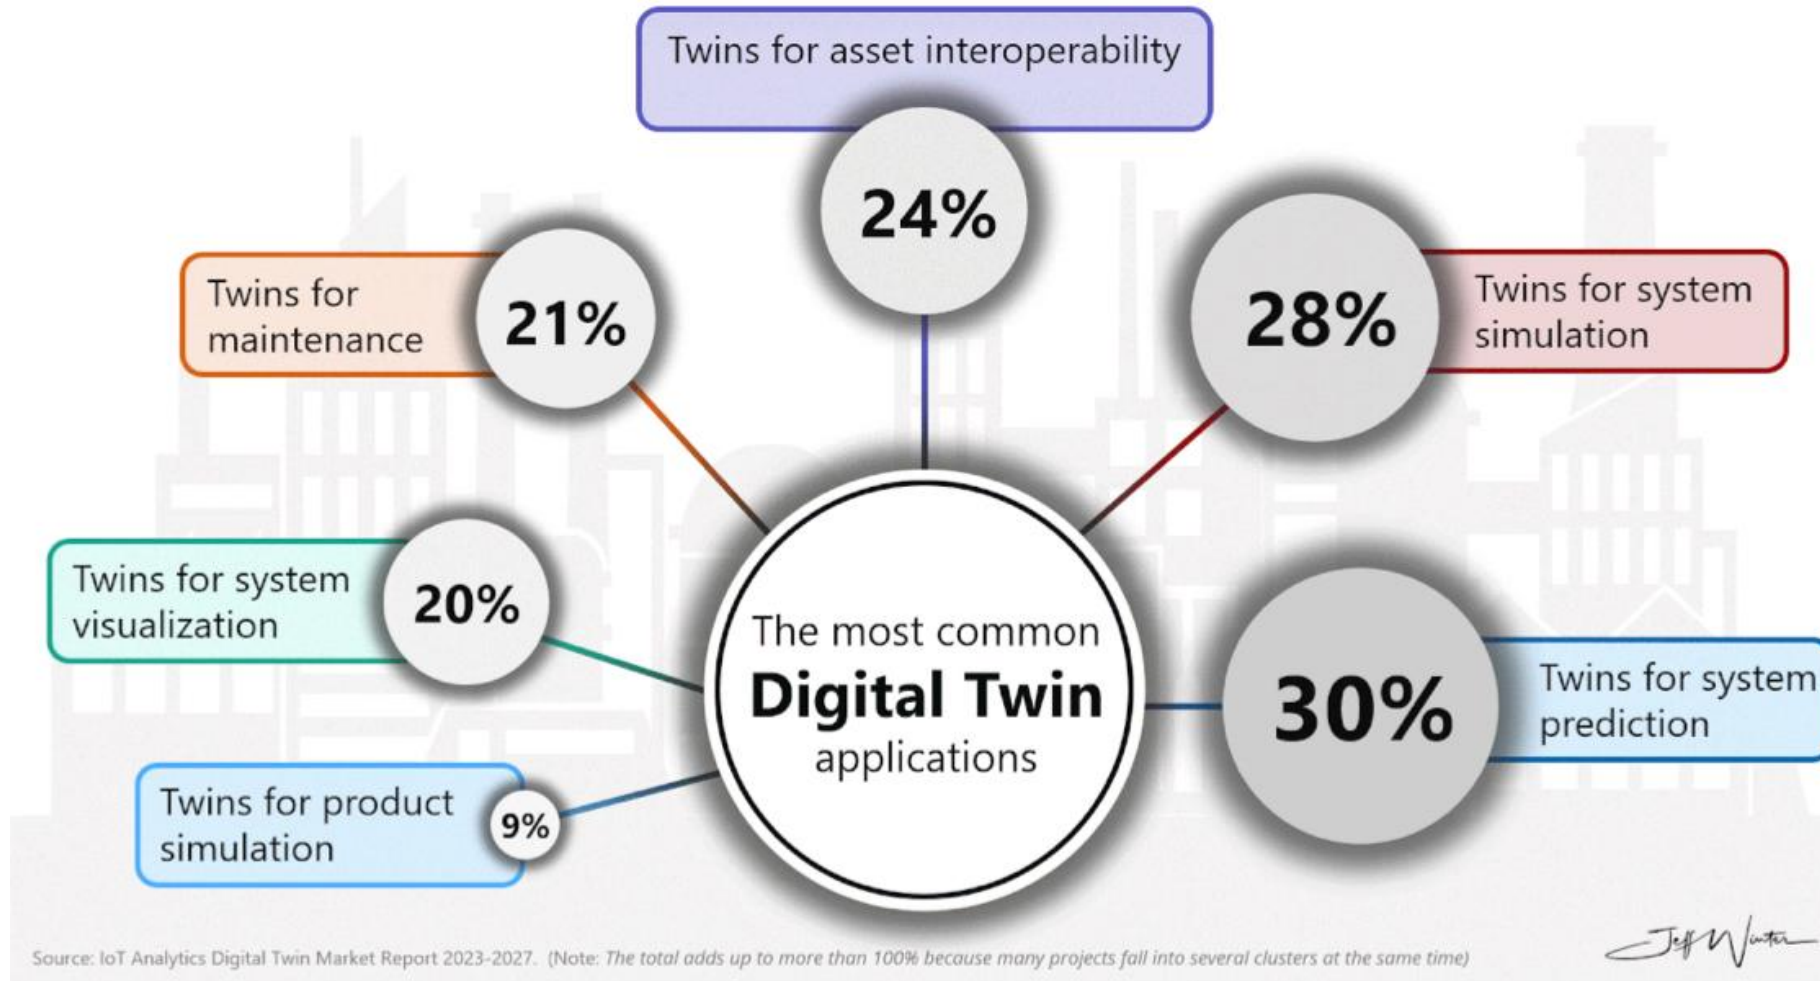 Twins for asset interoperability
24%
Twins for
maintenance
21%
28%
Twins for system
simulation
Twins for system
visualization
20%
The most common
Digital Twin
applications
30%
Twins for system
prediction
Twins for product
simulation
9%
Source: IoT Analytics Digital Twin Market Report 2023-2027. (Note: The total adds up to more than 100% because many projects fall into several clusters at the same time)
Jeff Winter